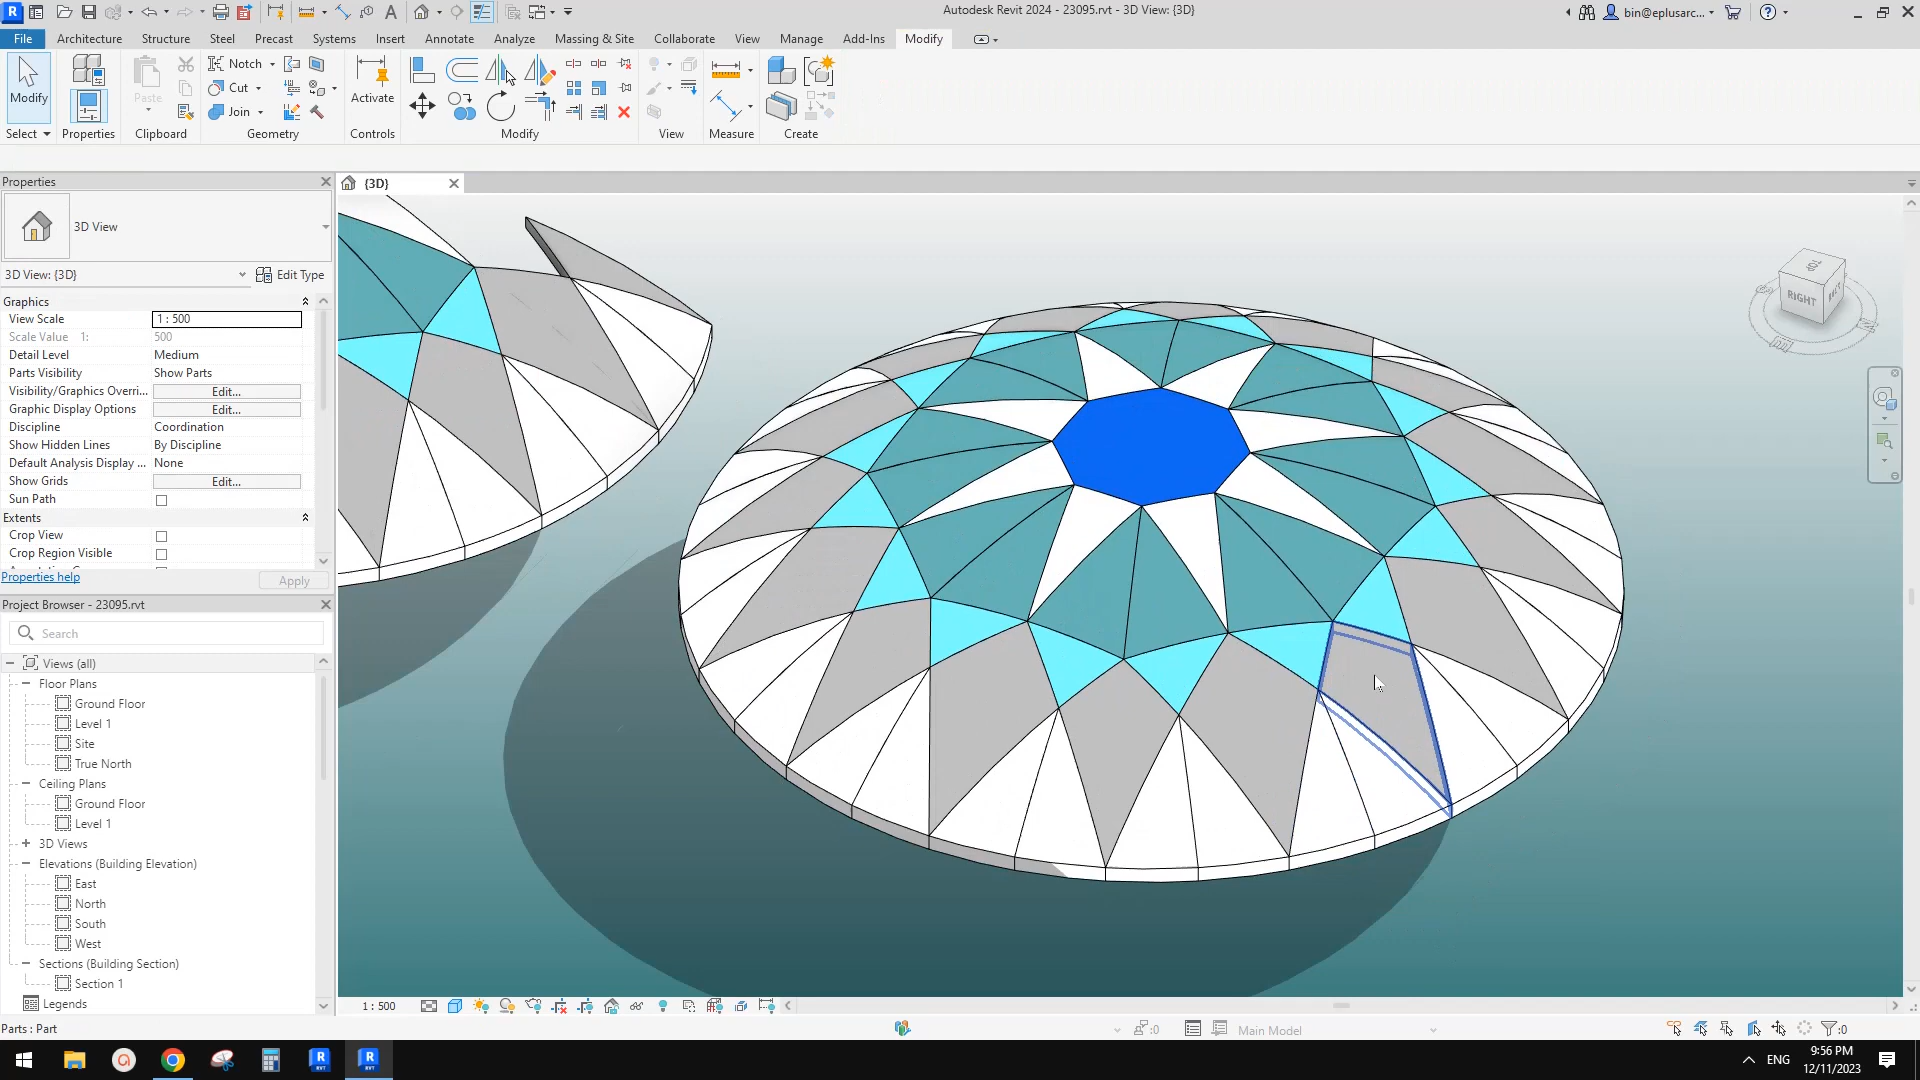 R
Autodesk Revit 2024 - 23095.rvt - 3D View: {3D}
bin@eplusarc...
File Architecture Structure Steel Precast Systems Insert Annotate Analyze Massing & Site Collaborate View Manage Add-Ins Modify
Modify Paste Notch Cut Join Activate
Select Properties Clipboard Geometry Controls Modify View Measure Create
Properties
{3D}
3D View
3D View: {3D} Edit Type
Graphics
View Scale 1 : 500
Scale Value 1: 500
Detail Level Medium
Parts Visibility Show Parts
Visibility/Graphics Overri... Edit...
Graphic Display Options Edit...
Discipline Coordination
Show Hidden Lines By Discipline
Default Analysis Display ... None
Show Grids Edit...
Sun Path
Extents
Crop View
Crop Region Visible
Properties help Apply
Project Browser - 23095.rvt
Search
Views (all)
Floor Plans
Ground Floor
Level 1
Site
True North
Ceiling Plans
Ground Floor
Level 1
3D Views
Elevations (Building Elevation)
East
North
South
West
Sections (Building Section)
Section 1
Legends
TOP
RIGHT
1 : 500
Parts : Part
:0
Main Model
:0
ENG
9:56 PM
12/11/2023